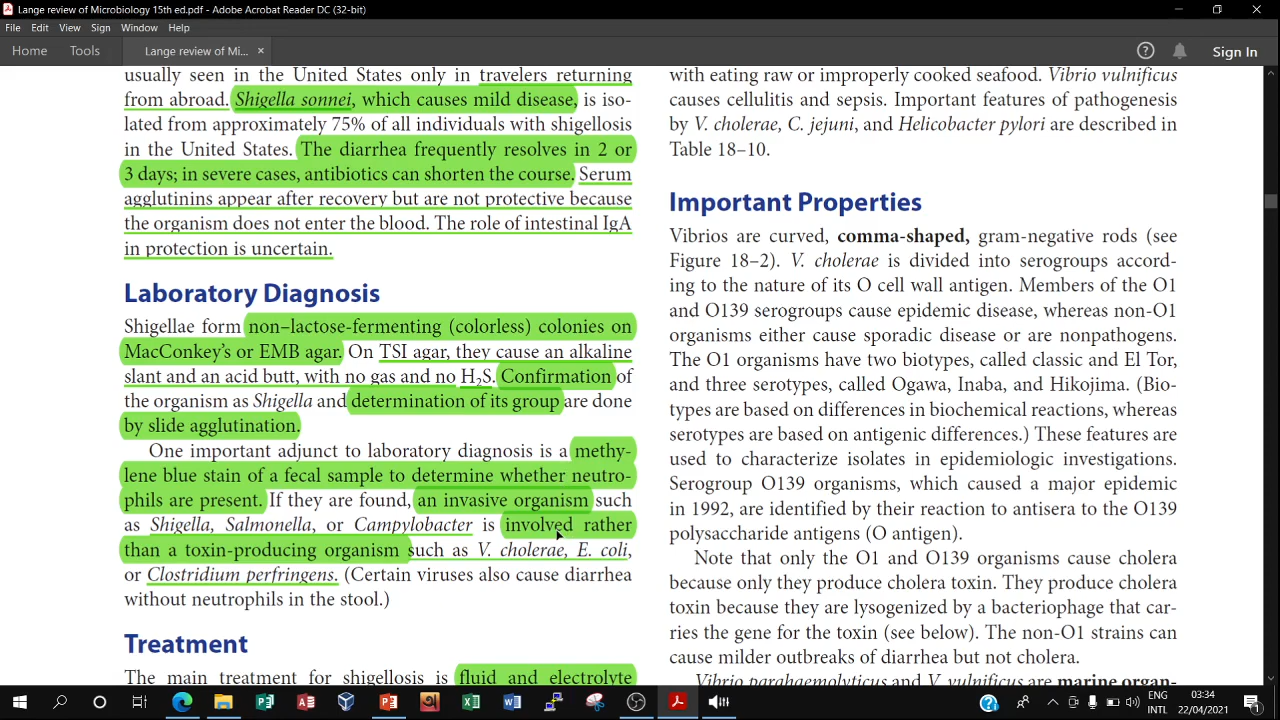 Lange review of Microbiology 15th ed.pdf - Adobe Acrobat Reader DC (32-bit)
File Edit View Sign Window Help
Home Tools Lange review of Mi... × Sign In
usually seen in the United States only in travelers returning
from abroad. Shigella sonnei, which causes mild disease, is iso-
lated from approximately 75% of all individuals with shigellosis
in the United States. The diarrhea frequently resolves in 2 or
3 days; in severe cases, antibiotics can shorten the course. Serum
agglutinins appear after recovery but are not protective because
the organism does not enter the blood. The role of intestinal IgA
in protection is uncertain.
Laboratory Diagnosis
Shigellae form non–lactose-fermenting (colorless) colonies on
MacConkey's or EMB agar. On TSI agar, they cause an alkaline
slant and an acid butt, with no gas and no H₂S. Confirmation of
the organism as Shigella and determination of its group are done
by slide agglutination.
One important adjunct to laboratory diagnosis is a methy-
lene blue stain of a fecal sample to determine whether neutro-
phils are present. If they are found, an invasive organism such
as Shigella, Salmonella, or Campylobacter is involved rather
than a toxin-producing organism such as V. cholerae, E. coli,
or Clostridium perfringens. (Certain viruses also cause diarrhea
without neutrophils in the stool.)
Treatment
The main treatment for shigellosis is fluid and electrolyte
with eating raw or improperly cooked seafood. Vibrio vulnificus
causes cellulitis and sepsis. Important features of pathogenesis
by V. cholerae, C. jejuni, and Helicobacter pylori are described in
Table 18–10.
Important Properties
Vibrios are curved, comma-shaped, gram-negative rods (see
Figure 18–2). V. cholerae is divided into serogroups accord-
ing to the nature of its O cell wall antigen. Members of the O1
and O139 serogroups cause epidemic disease, whereas non-O1
organisms either cause sporadic disease or are nonpathogens.
The O1 organisms have two biotypes, called classic and El Tor,
and three serotypes, called Ogawa, Inaba, and Hikojima. (Bio-
types are based on differences in biochemical reactions, whereas
serotypes are based on antigenic differences.) These features are
used to characterize isolates in epidemiologic investigations.
Serogroup O139 organisms, which caused a major epidemic
in 1992, are identified by their reaction to antisera to the O139
polysaccharide antigens (O antigen).
Note that only the O1 and O139 organisms cause cholera
because only they produce cholera toxin. They produce cholera
toxin because they are lysogenized by a bacteriophage that car-
ries the gene for the toxin (see below). The non-O1 strains can
cause milder outbreaks of diarrhea but not cholera.
Vibrio parahaemolyticus and V. vulnificus are marine organ-
ENG 03:34
INTL 22/04/2021